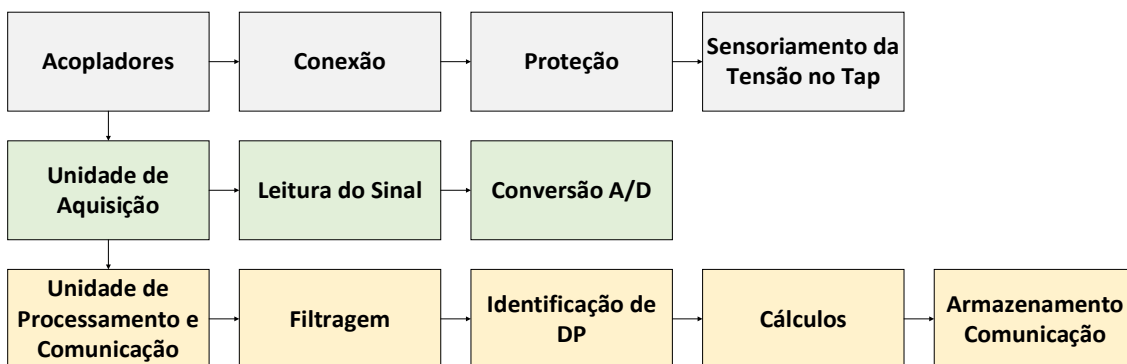 Acopladores
Conexão
Proteção
Sensoriamento da
Tensão no Tap
Unidade de
Aquisição
Leitura do Sinal
Conversão A/D
Unidade de
Processamento e
Comunicação
Filtragem
Identificação de
DP
Cálculos
Armazenamento
Comunicação